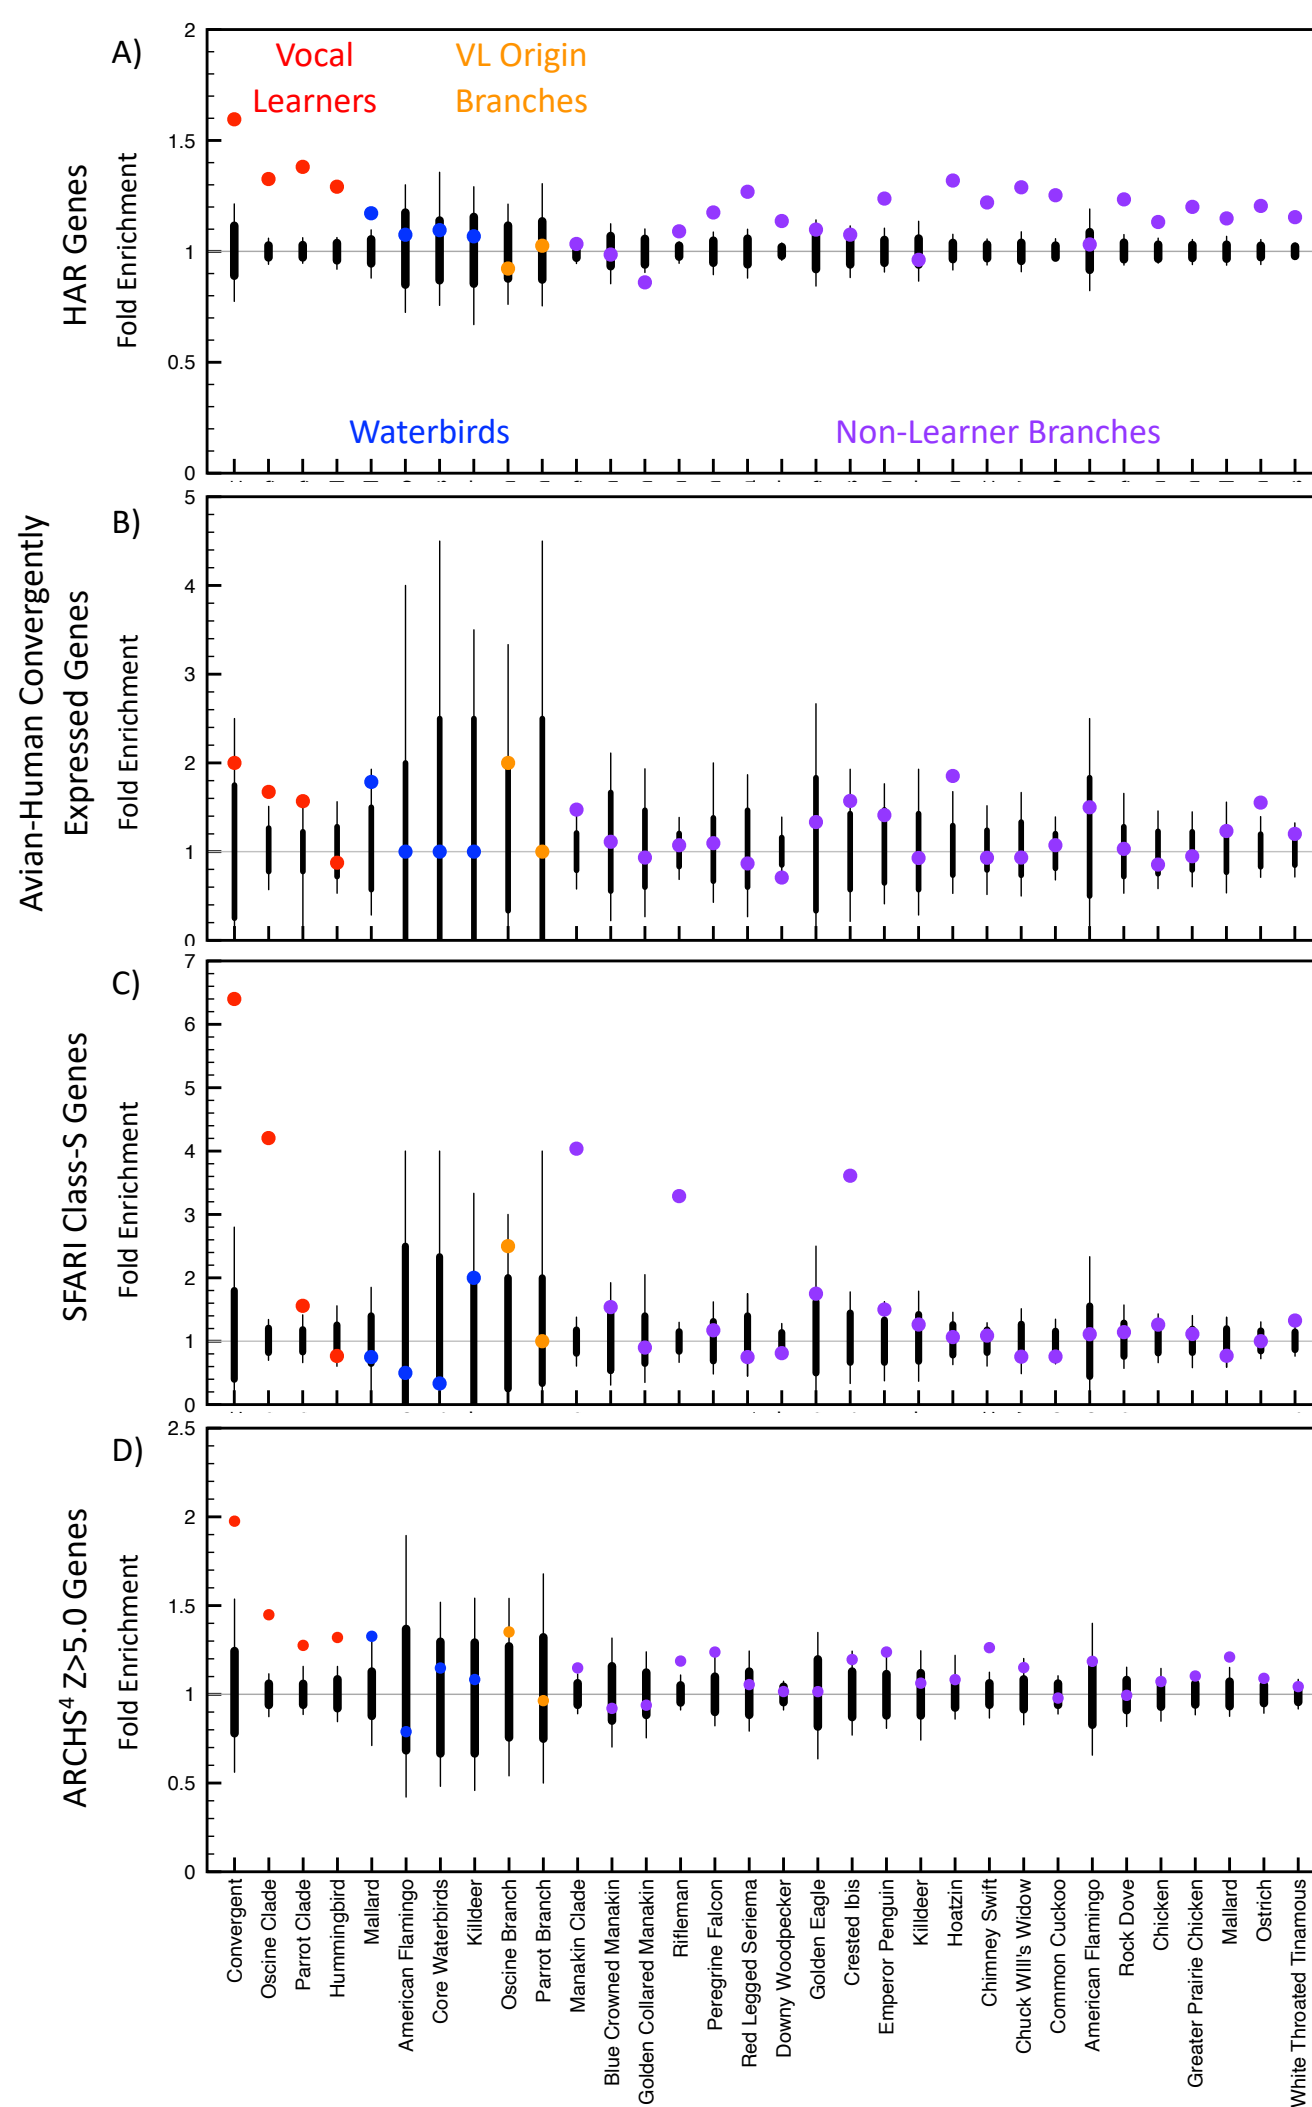 A)
Vocal
Learners
VL Origin
Branches
HAR Genes
Fold Enrichment
2
1.5
1
0.5
0
Waterbirds
Non-Learner Branches
B)
Avian-Human Convergently
Expressed Genes
Fold Enrichment
5
4
3
2
1
0
C)
SFARI Class-S Genes
Fold Enrichment
7
6
5
4
3
2
1
0
D)
ARCHS⁴ Z>5.0 Genes
Fold Enrichment
2.5
2
1.5
1
0.5
0
Convergent
Oscine Clade
Parrot Clade
Hummingbird
Mallard
American Flamingo
Core Waterbirds
Killdeer
Oscine Branch
Parrot Branch
Manakin Clade
Blue Crowned Manakin
Golden Collared Manakin
Rifleman
Peregrine Falcon
Red Legged Seriema
Downy Woodpecker
Golden Eagle
Crested Ibis
Emperor Penguin
Killdeer
Hoatzin
Chimney Swift
Chuck Wills Widow
Common Cuckoo
American Flamingo
Rock Dove
Chicken
Greater Prairie Chicken
Mallard
Ostrich
White Throated Tinamous